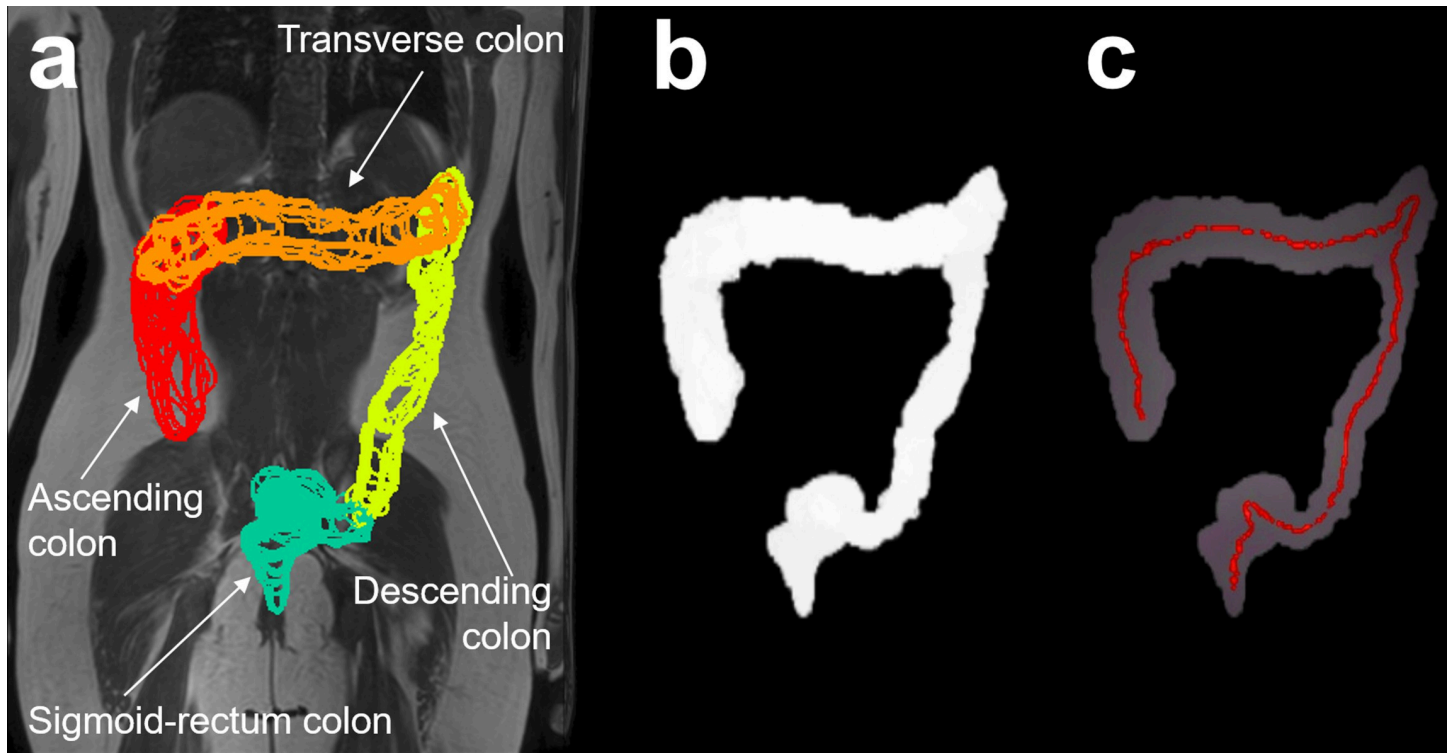 a
Transverse colon
b
c
Ascending
colon
Descending
colon
Sigmoid-rectum colon